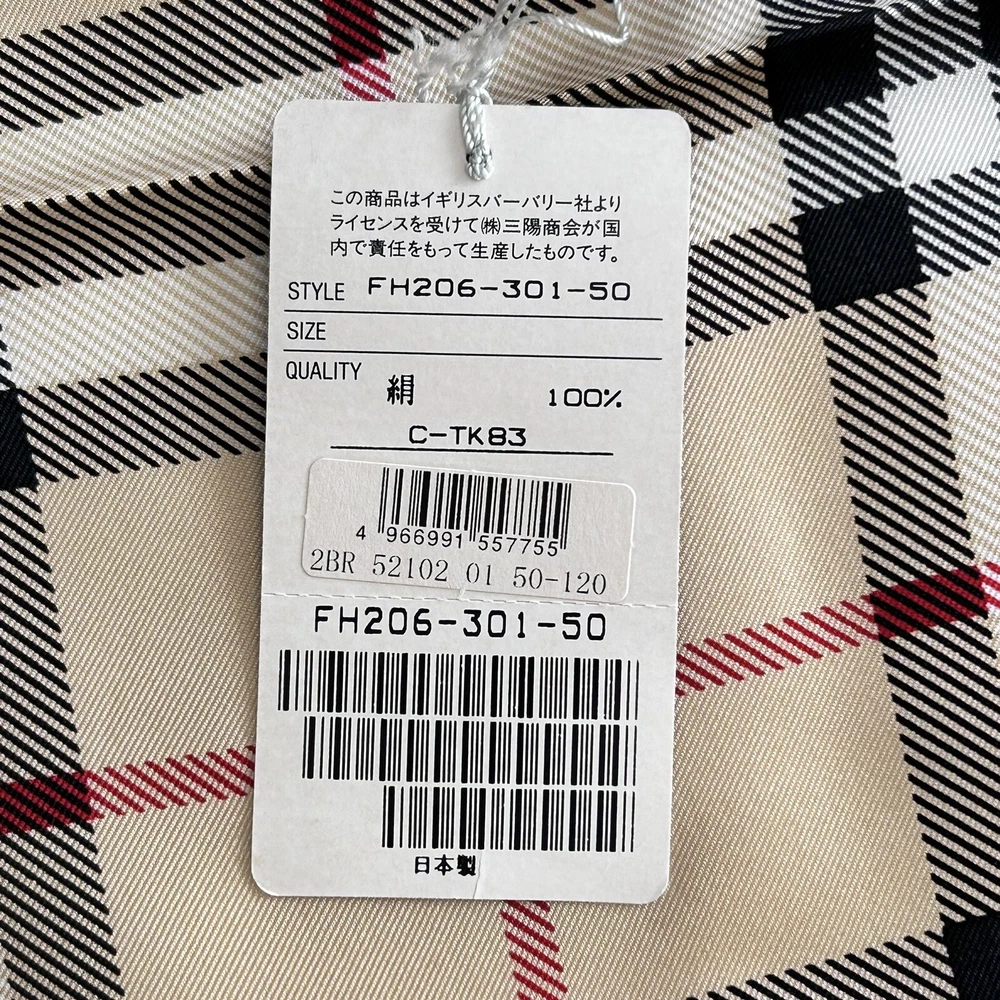 この商品はイギリスバーバリー社より
ライセンスを受けて㈱三陽商会が国
内で責任をもって生産したものです。
STYLE FH206-301-50
SIZE
QUALITY 絹 100%
C-TK83
4 966991 557755
2BR 52102 01 50-120
FH206-301-50
日本製